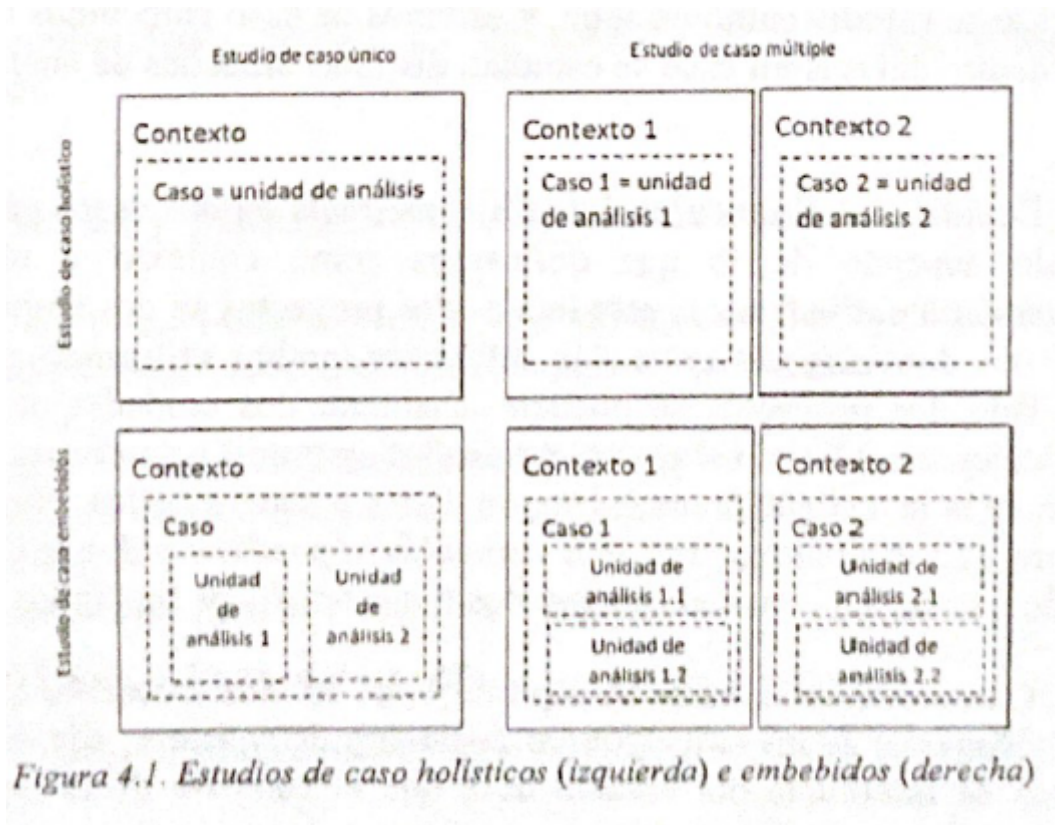 Estudio de caso único
Estudio de caso múltiple
Estudio de caso holístico
Contexto
Caso = unidad de análisis
Contexto 1
Caso 1 = unidad
de análisis 1
Contexto 2
Caso 2 = unidad
de análisis 2
Estudio de caso embebidos
Contexto
Caso
Unidad
de
análisis 1
Unidad
de
análisis 2
Contexto 1
Caso 1
Unidad de
análisis 1.1
Unidad de
análisis 1.2
Contexto 2
Caso 2
Unidad de
análisis 2.1
Unidad de
análisis 2.2
Figura 4.1. Estudios de caso holísticos (izquierda) e embebidos (derecha)